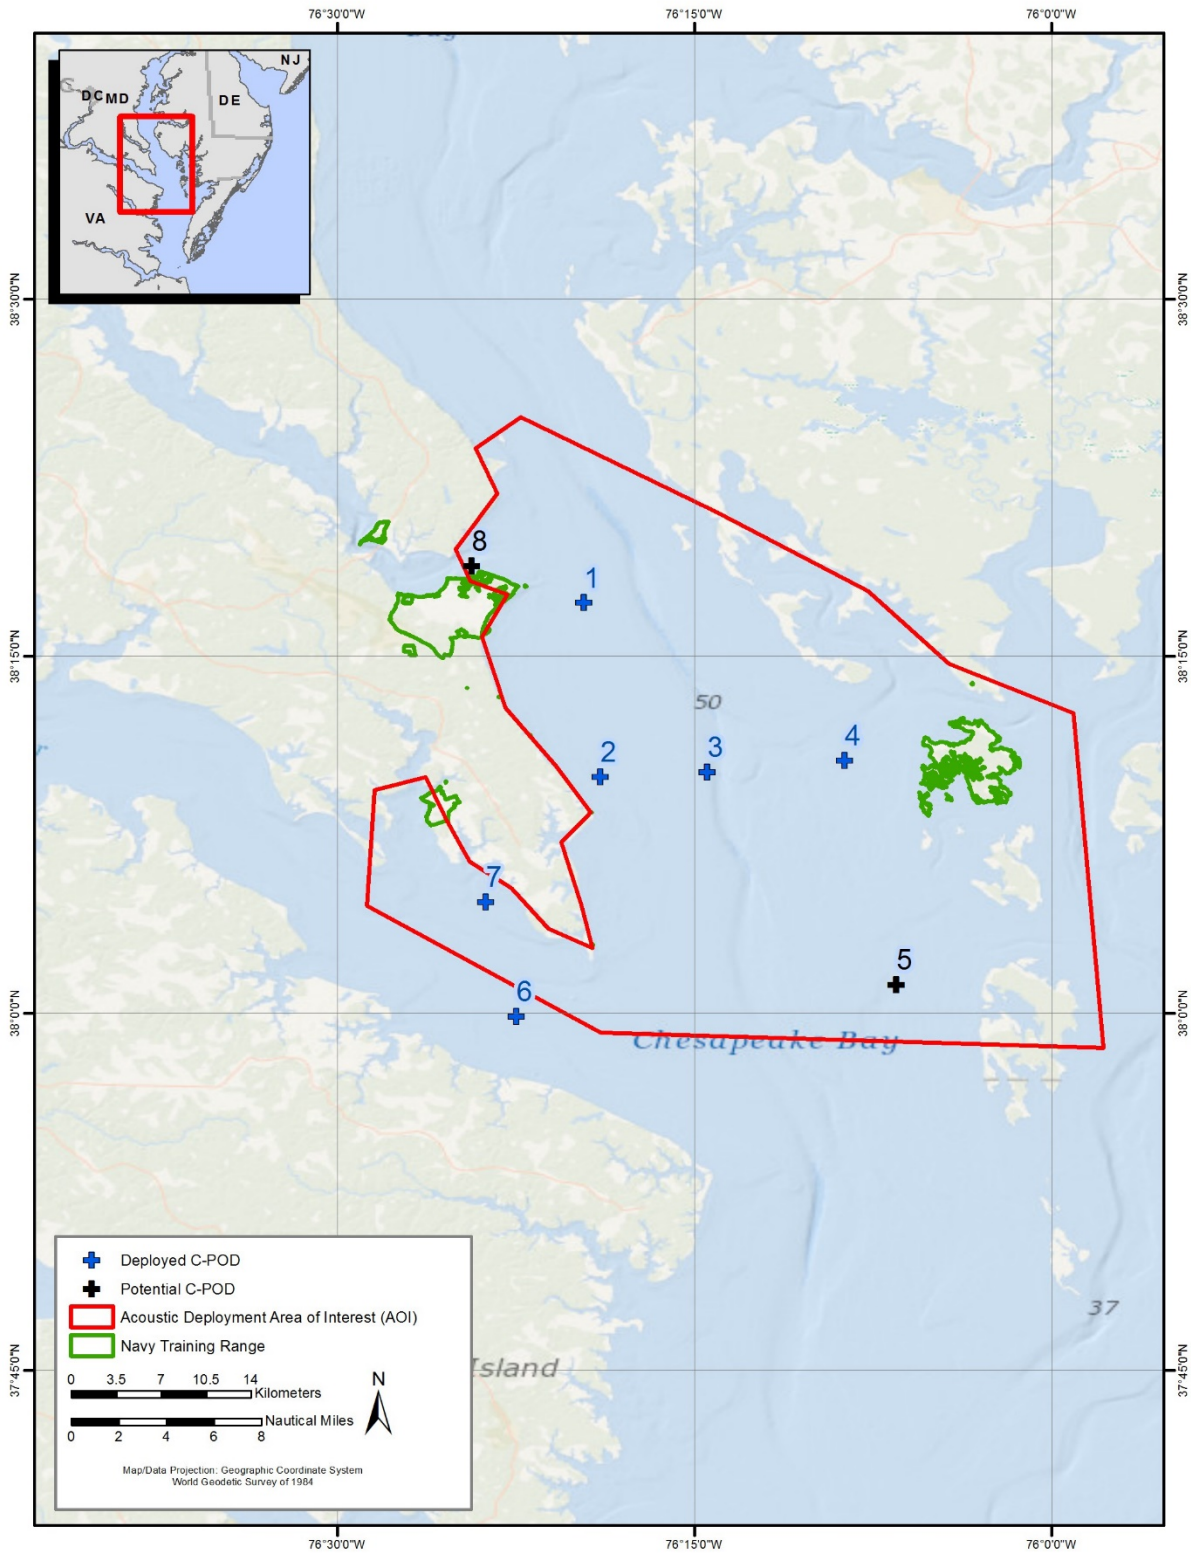 76°30'0"W 76°15'0"W 76°0'0"W
Bay
NJ
DC MD DE
VA
38°30'0"N 38°30'0"N
8
1
38°15'0"N 38°15'0"N
50
2 3 4
7
5
6
38°0'0"N 38°0'0"N
Chesapeake Bay
37
Deployed C-POD
Potential C-POD
Acoustic Deployment Area of Interest (AOI)
Navy Training Range
Island
37°45'0"N 37°45'0"N
0 3.5 7 10.5 14
Kilometers
N
Nautical Miles
0 2 4 6 8
Map/Data Projection: Geographic Coordinate System
World Geodetic Survey of 1984
76°30'0"W 76°15'0"W 76°0'0"W